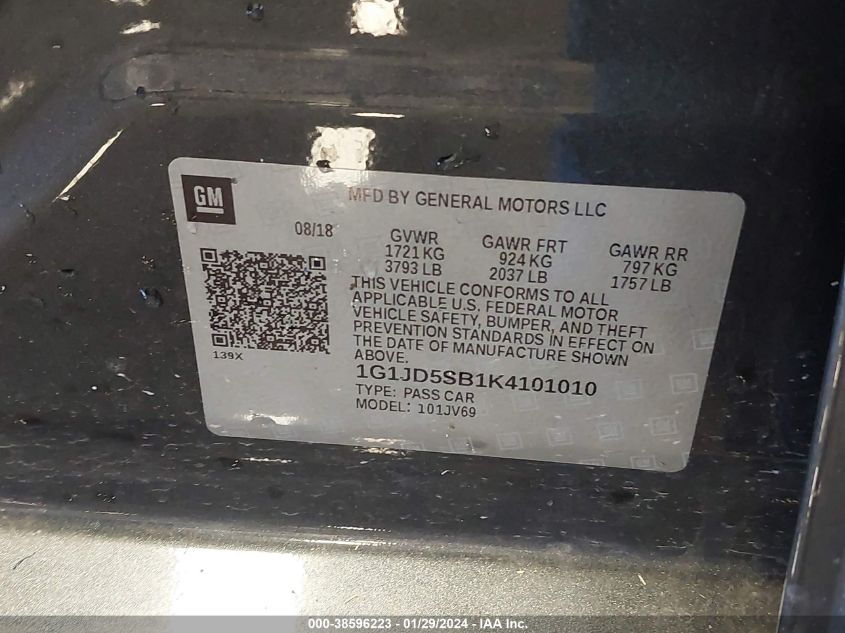 GM
MFD BY GENERAL MOTORS LLC
08/18
GVWR
1721 KG
3793 LB
GAWR FRT
924 KG
2037 LB
GAWR RR
797 KG
1757 LB
THIS VEHICLE CONFORMS TO ALL
APPLICABLE U.S. FEDERAL MOTOR
VEHICLE SAFETY, BUMPER, AND THEFT
PREVENTION STANDARDS IN EFFECT ON
THE DATE OF MANUFACTURE SHOWN
ABOVE.
139X
1G1JD5SB1K4101010
TYPE: PASS CAR
MODEL: 101JV69
000-38596223 - 01/29/2024 - IAA Inc.